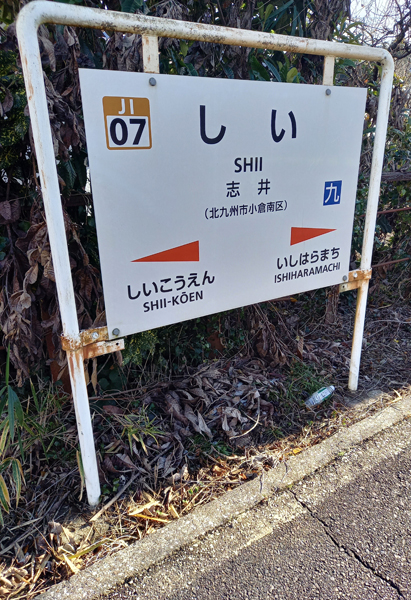 JI
07
しい
SHII
志井
(北九州市小倉南区)
九
しいこうえん
SHII-KŌEN
いしはらまち
ISHIHARAMACHI